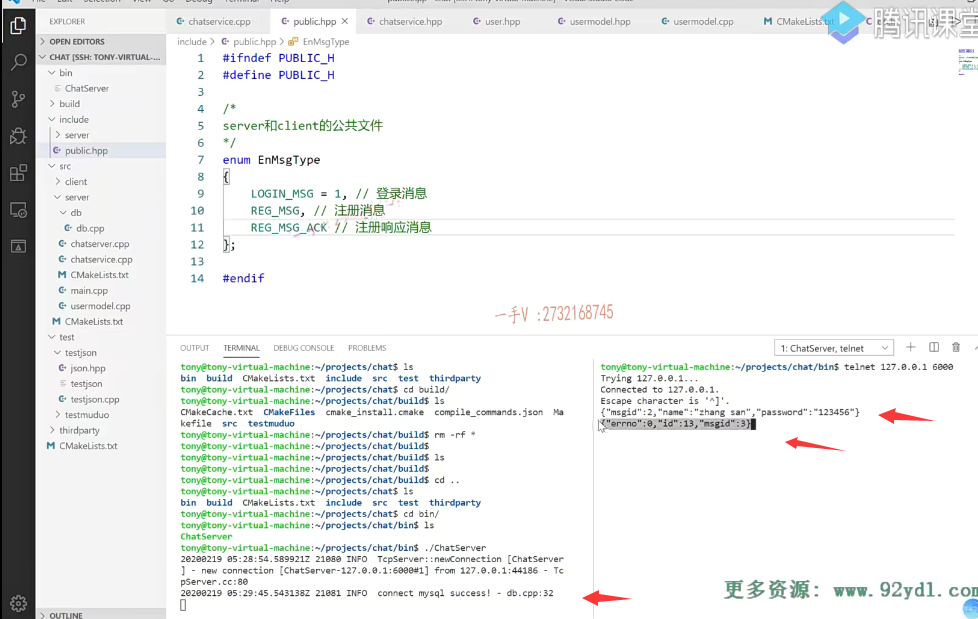 File Edit Selection View Go Debug Terminal Help
EXPLORER
OPEN EDITORS
CHAT [SSH: TONY-VIRTUAL-...
bin
ChatServer
build
include
server
public.hpp
src
client
server
db
db.cpp
chatserver.cpp
chatservice.cpp
CMakeLists.txt
main.cpp
usermodel.cpp
CMakeLists.txt
test
testjson
json.hpp
testjson
testjson.cpp
testmuduo
thirdparty
CMakeLists.txt
OUTLINE
chatservice.cpp
public.hpp
chatservice.hpp
user.hpp
usermodel.hpp
usermodel.cpp
CMakeLists.txt
腾讯课堂
include > public.hpp > EnMsgType
1 #ifndef PUBLIC_H
2 #define PUBLIC_H
3
4 /*
5 server和client的公共文件
6 */
7 enum EnMsgType
8 {
9 LOGIN_MSG = 1, // 登录消息
10 REG_MSG, // 注册消息
11 REG_MSG_ACK // 注册响应消息
12 };
13
14 #endif
一手V :2732168745
OUTPUT TERMINAL DEBUG CONSOLE PROBLEMS
1: ChatServer, telnet
tony@tony-virtual-machine:~/projects/chat$ ls
bin build CMakeLists.txt include src test thirdparty
tony@tony-virtual-machine:~/projects/chat$ cd build/
tony@tony-virtual-machine:~/projects/chat/build$ ls
CMakeCache.txt CMakeFiles cmake_install.cmake compile_commands.json Ma
kefile src testmuduo
tony@tony-virtual-machine:~/projects/chat/build$ rm -rf *
tony@tony-virtual-machine:~/projects/chat/build$ ls
tony@tony-virtual-machine:~/projects/chat/build$
tony@tony-virtual-machine:~/projects/chat/build$ cd ..
tony@tony-virtual-machine:~/projects/chat$ ls
bin build CMakeLists.txt include src test thirdparty
tony@tony-virtual-machine:~/projects/chat$ cd bin/
tony@tony-virtual-machine:~/projects/chat/bin$ ls
ChatServer
tony@tony-virtual-machine:~/projects/chat/bin$ ./ChatServer
20200219 05:28:54.589921Z 21080 INFO TcpServer::newConnection [ChatServer
] - new connection [ChatServer-127.0.0.1:6000#1] from 127.0.0.1:44186 - Tc
pServer.cc:80
20200219 05:29:45.543138Z 21081 INFO connect mysql success! - db.cpp:32
tony@tony-virtual-machine:~/projects/chat/bin$ telnet 127.0.0.1 6000
Trying 127.0.0.1...
Connected to 127.0.0.1.
Escape character is '^]'.
{"msgid":2,"name":"zhang san","password":"123456"}
{"errno":0,"id":13,"msgid":3}
更多资源: www.92ydl.com